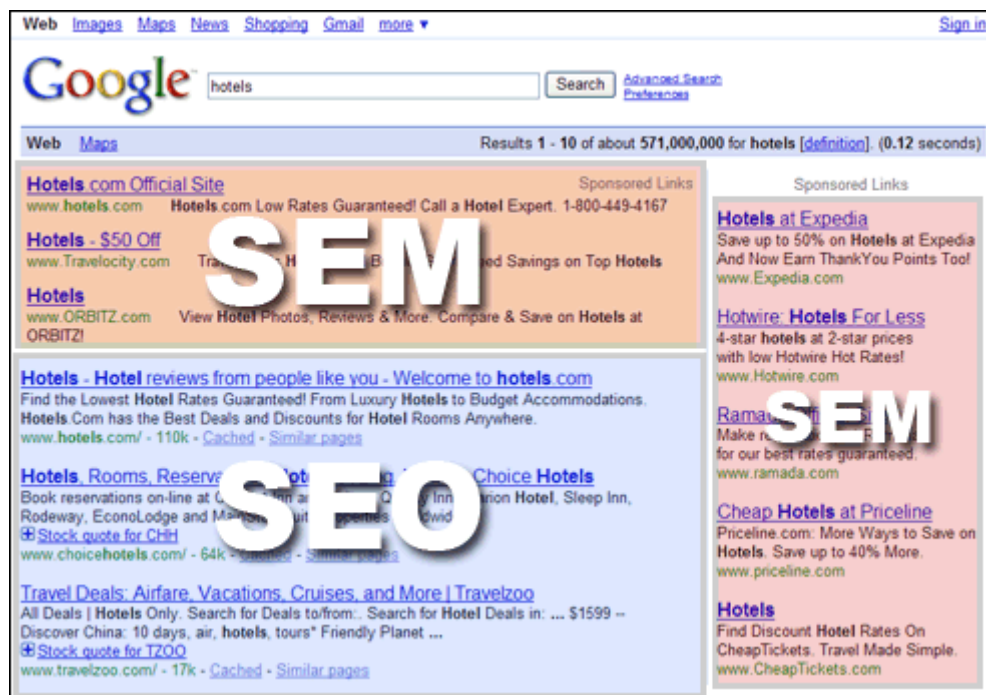 Web Images Maps News Shopping Gmail more ▼ Sign in
Google hotels Search Advanced Search
Preferences
Web Maps Results 1 - 10 of about 571,000,000 for hotels [definition]. (0.12 seconds)
Hotels.com Official Site Sponsored Links
www.hotels.com Hotels.com Low Rates Guaranteed! Call a Hotel Expert. 1-800-449-4167
Hotels - $50 Off
www.Travelocity.com Savings on Top Hotels
Hotels
www.ORBITZ.com View Hotel Photos, Reviews & More. Compare & Save on Hotels at
ORBITZ!
SEM
Hotels - Hotel reviews from people like you - Welcome to hotels.com
Find the Lowest Hotel Rates Guaranteed! From Luxury Hotels to Budget Accommodations.
Hotels.Com has the Best Deals and Discounts for Hotel Rooms Anywhere.
www.hotels.com/ - 110k - Cached - Similar pages
Hotels, Rooms, Choice Hotels
Book reservations on-line at Hotel, Sleep Inn,
Rodeway, EconoLodge and
Stock quote for CHH
www.choicehotels.com/ - 64k - Cached - Similar pages
SEO
Travel Deals: Airfare, Vacations, Cruises, and More | Travelzoo
All Deals | Hotels Only. Search for Deals to/from:. Search for Hotel Deals in: ... $1599 --
Discover China: 10 days, air, hotels, tours* Friendly Planet ...
Stock quote for TZOO
www.travelzoo.com/ - 17k - Cached - Similar pages
Sponsored Links
Hotels at Expedia
Save up to 50% on Hotels at Expedia
And Now Earn ThankYou Points Too!
www.Expedia.com
Hotwire: Hotels For Less
4-star hotels at 2-star prices
with low Hotwire Hot Rates!
www.Hotwire.com
Make
for our best rates guaranteed.
www.ramada.com
SEM
Cheap Hotels at Priceline
Priceline.com: More Ways to Save on
Hotels. Save up to 40% More.
www.priceline.com
Hotels
Find Discount Hotel Rates On
CheapTickets. Travel Made Simple.
www.CheapTickets.com